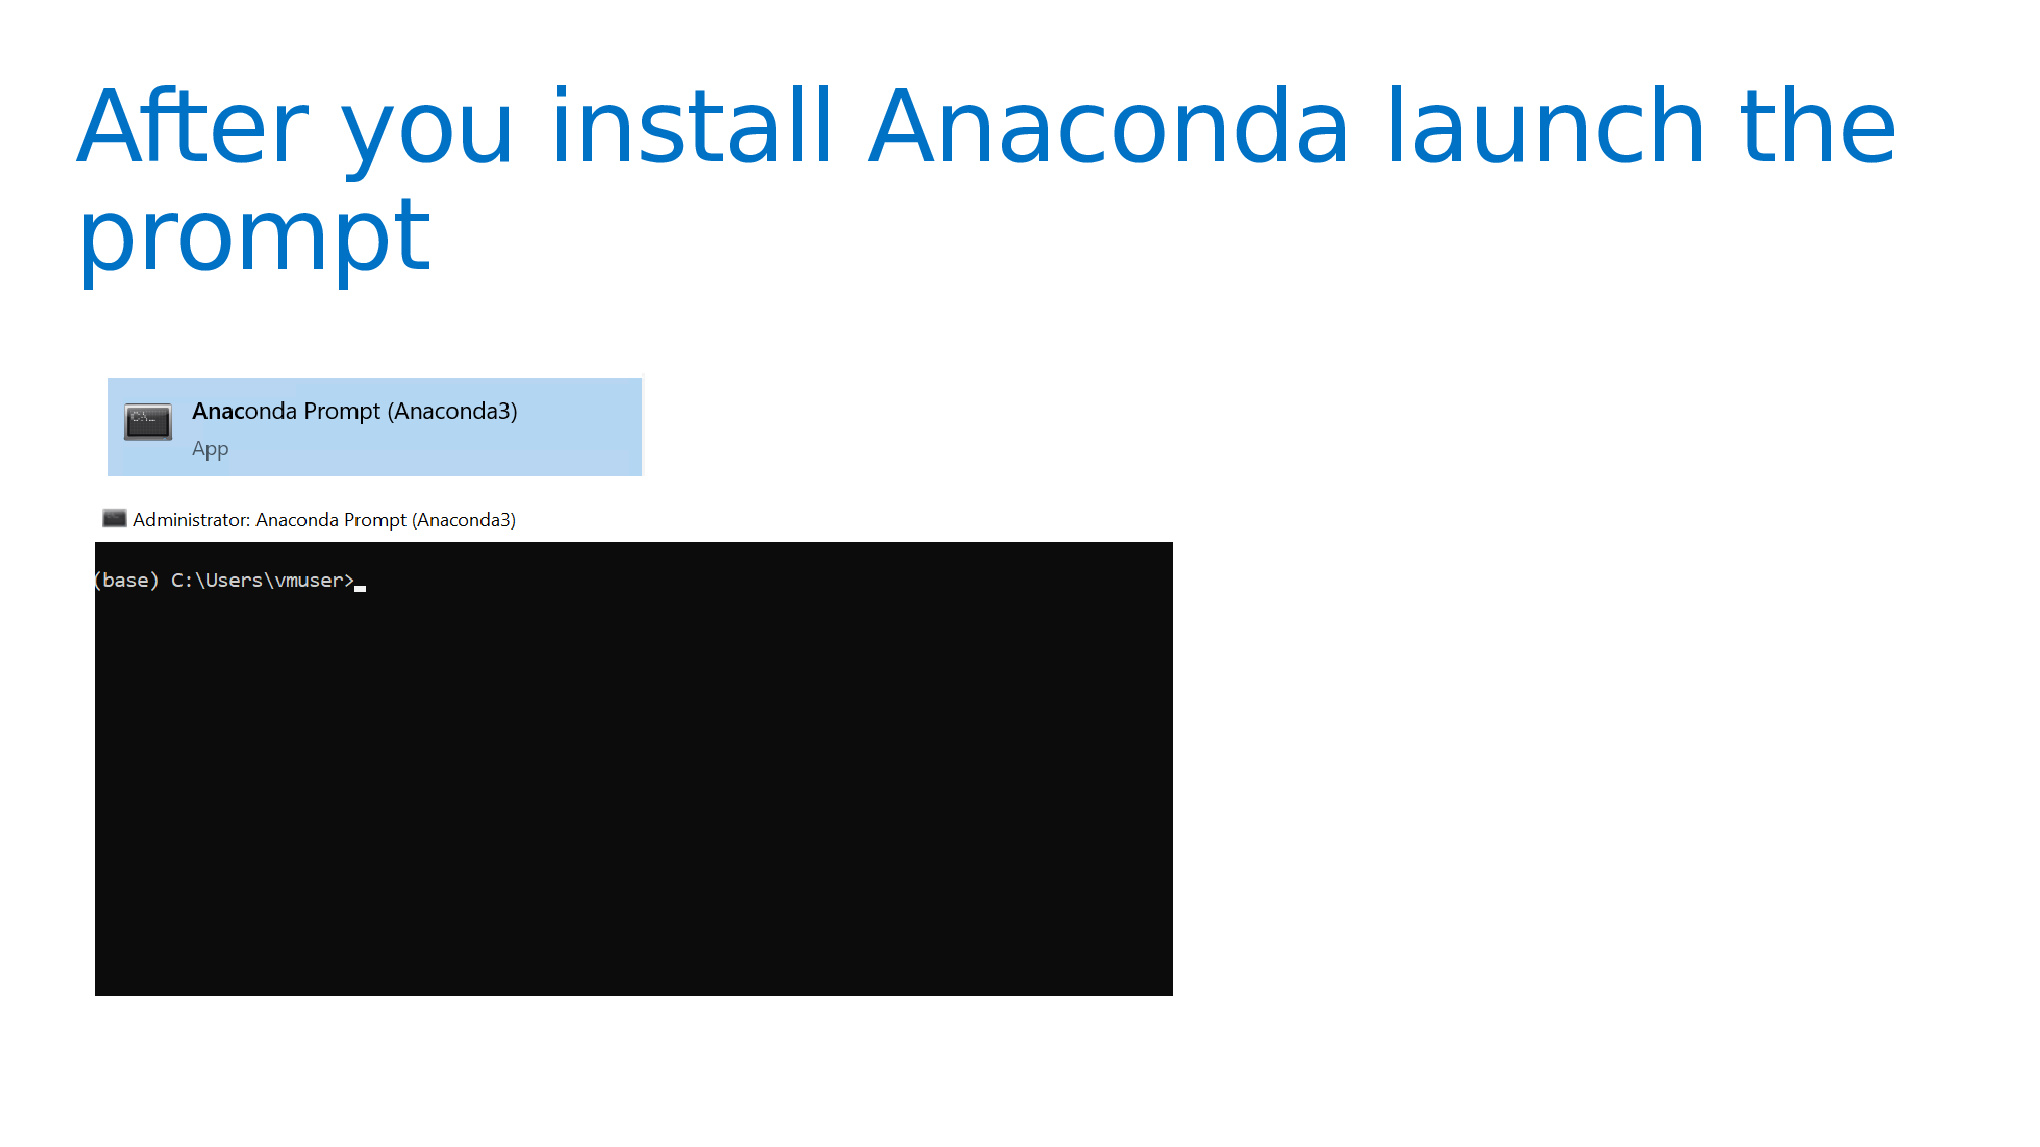 After you install Anaconda launch the
prompt
Anaconda Prompt (Anaconda3)
App
Administrator: Anaconda Prompt (Anaconda3)
(base) C:\Users\vmuser>